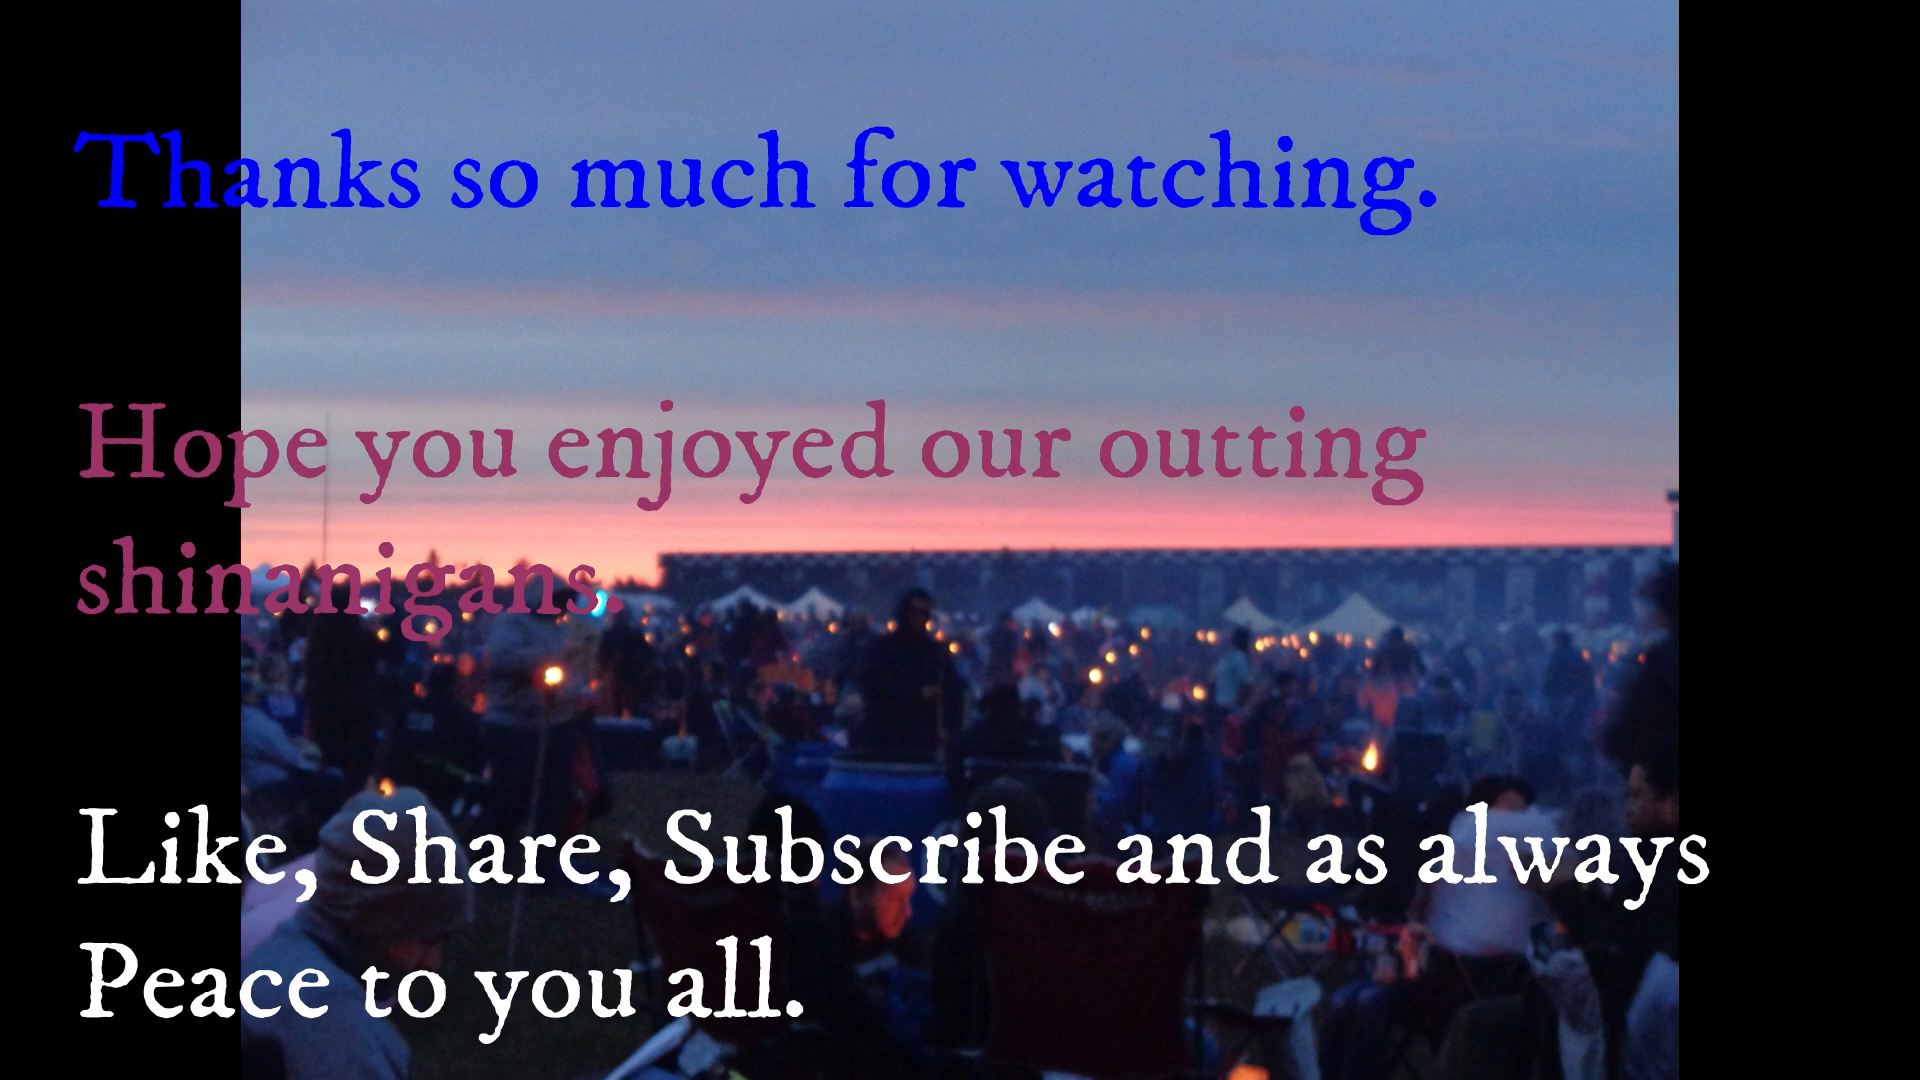 Thanks so much for watching.
Hope you enjoyed our outting
shinanigans.
Like, Share, Subscribe and as always
Peace to you all.